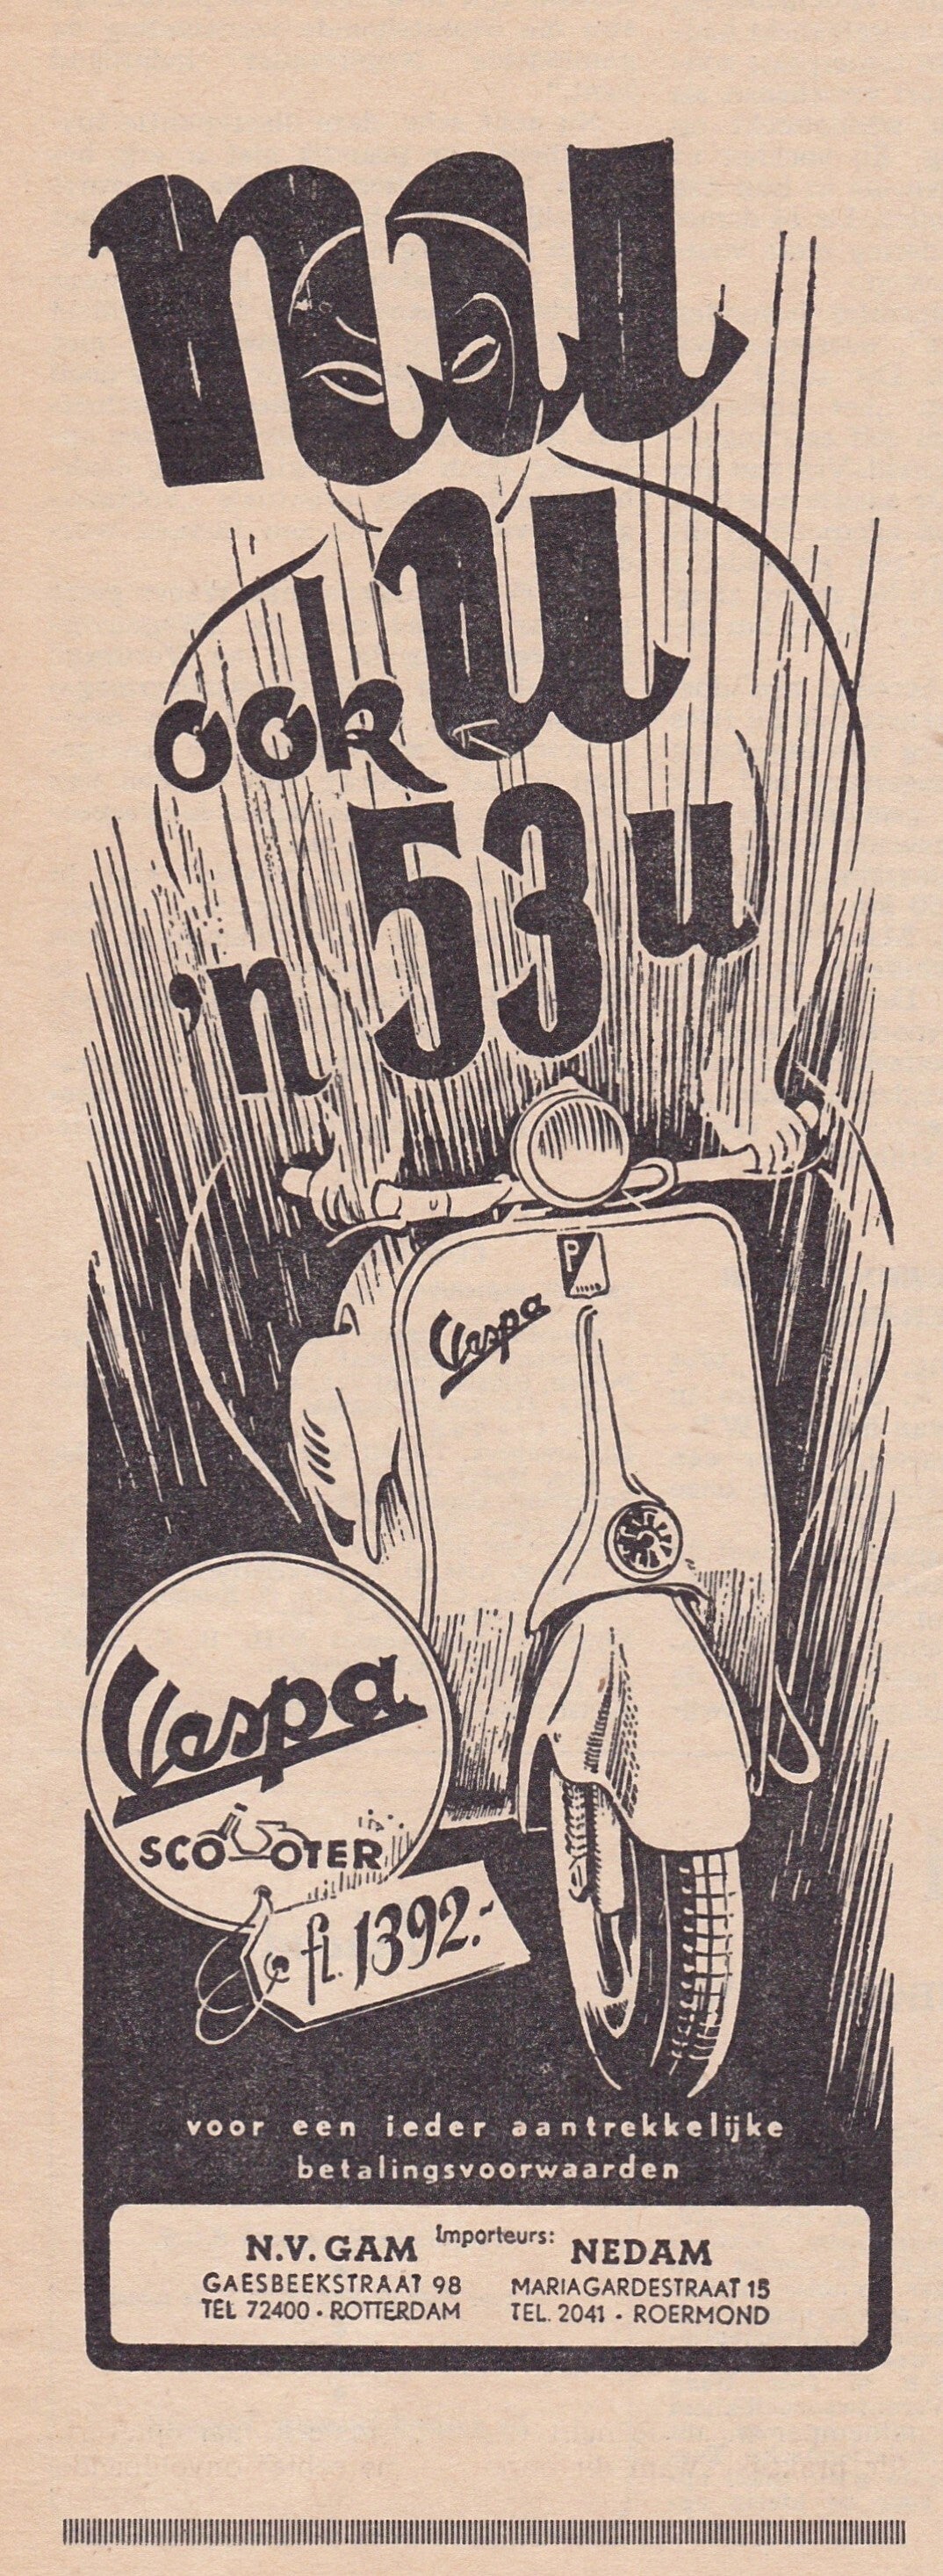 nu
ook u
'n 53 u
P
Vespa
Vespa
SCOOTER
fl. 1392.-
voor een ieder aantrekkelijke
betalingsvoorwaarden
Importeurs:
N.V. GAM
GAESBEEKSTRAAT 98
TEL 72400 · ROTTERDAM
NEDAM
MARIAGARDESTRAAT 15
TEL. 2041 · ROERMOND